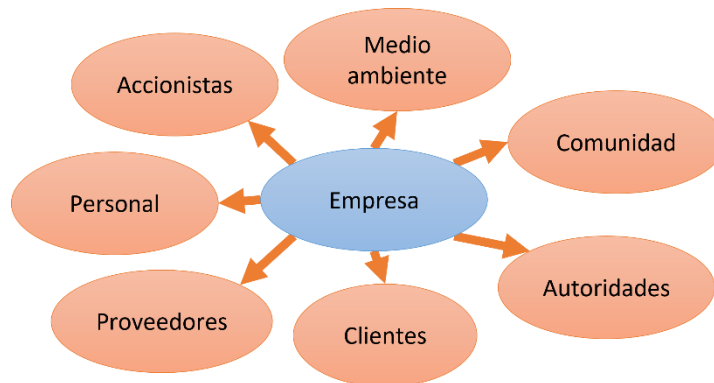 Medio
ambiente
Accionistas
Comunidad
Personal
Empresa
Autoridades
Proveedores
Clientes